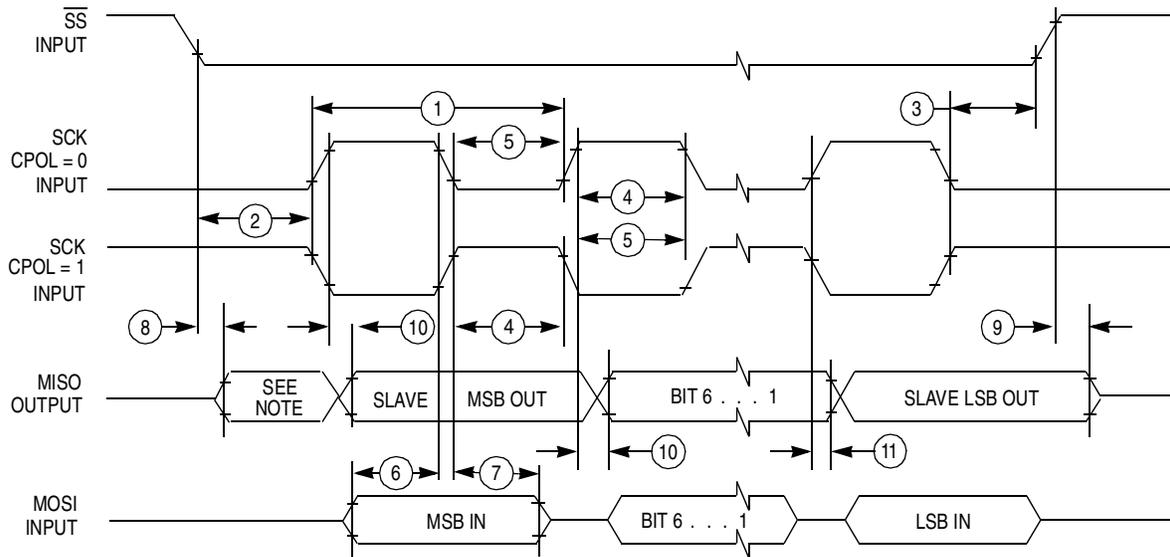 SS
INPUT
1
3
SCK
CPOL = 0
INPUT
5
4
2
SCK
CPOL = 1
INPUT
5
8
10
4
9
MISO
OUTPUT
SEE
NOTE
SLAVE
MSB OUT
BIT 6 . . . 1
SLAVE LSB OUT
10
11
6
7
MOSI
INPUT
MSB IN
BIT 6 . . . 1
LSB IN